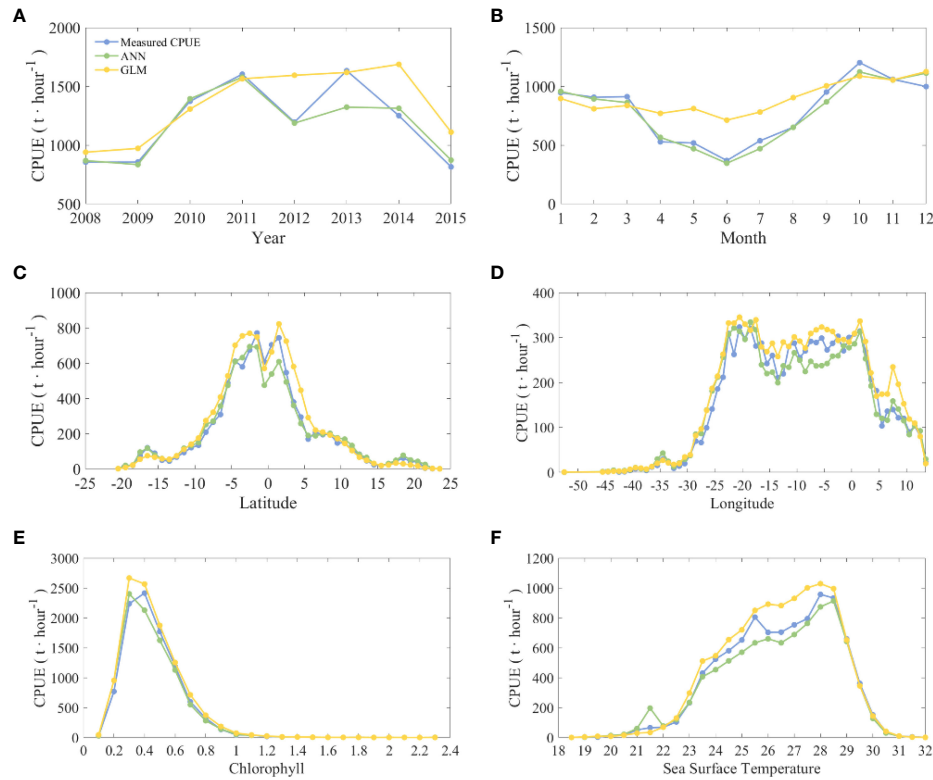 A
2000
1500
1000
500
CPUE ( t · hour⁻¹ )
Measured CPUE
ANN
GLM
2008 2009 2010 2011 2012 2013 2014 2015
Year
B
1500
1000
500
0
CPUE ( t · hour⁻¹ )
1 2 3 4 5 6 7 8 9 10 11 12
Month
C
1000
800
600
400
200
0
CPUE ( t · hour⁻¹ )
-25 -20 -15 -10 -5 0 5 10 15 20 25
Latitude
D
400
300
200
100
0
CPUE ( t · hour⁻¹ )
-50 -45 -40 -35 -30 -25 -20 -15 -10 -5 0 5 10
Longitude
E
3000
2500
2000
1500
1000
500
0
CPUE ( t · hour⁻¹ )
0 0.2 0.4 0.6 0.8 1 1.2 1.4 1.6 1.8 2 2.2 2.4
Chlorophyll
F
1200
1000
800
600
400
200
0
CPUE ( t · hour⁻¹ )
18 19 20 21 22 23 24 25 26 27 28 29 30 31 32
Sea Surface Temperature